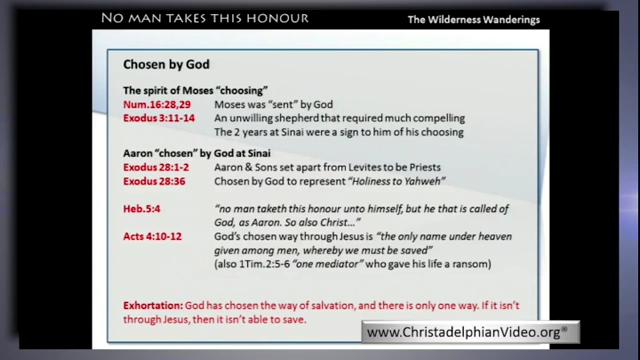 NO MAN TAKES THIS HONOUR
The Wilderness Wanderings
Chosen by God
The spirit of Moses "choosing"
Num.16:28,29 Moses was "sent" by God
Exodus 3:11-14 An unwilling shepherd that required much compelling
The 2 years at Sinai were a sign to him of his choosing
Aaron "chosen" by God at Sinai
Exodus 28:1-2 Aaron & Sons set apart from Levites to be Priests
Exodus 28:36 Chosen by God to represent "Holiness to Yahweh"
Heb.5:4 "no man taketh this honour unto himself, but he that is called of
God, as Aaron. So also Christ..."
Acts 4:10-12 God's chosen way through Jesus is "the only name under heaven
given among men, whereby we must be saved"
(also 1Tim.2:5-6 "one mediator" who gave his life a ransom)
Exhortation: God has chosen the way of salvation, and there is only one way. If it isn't
through Jesus, then it isn't able to save.
www.ChristadelphianVideo.org®